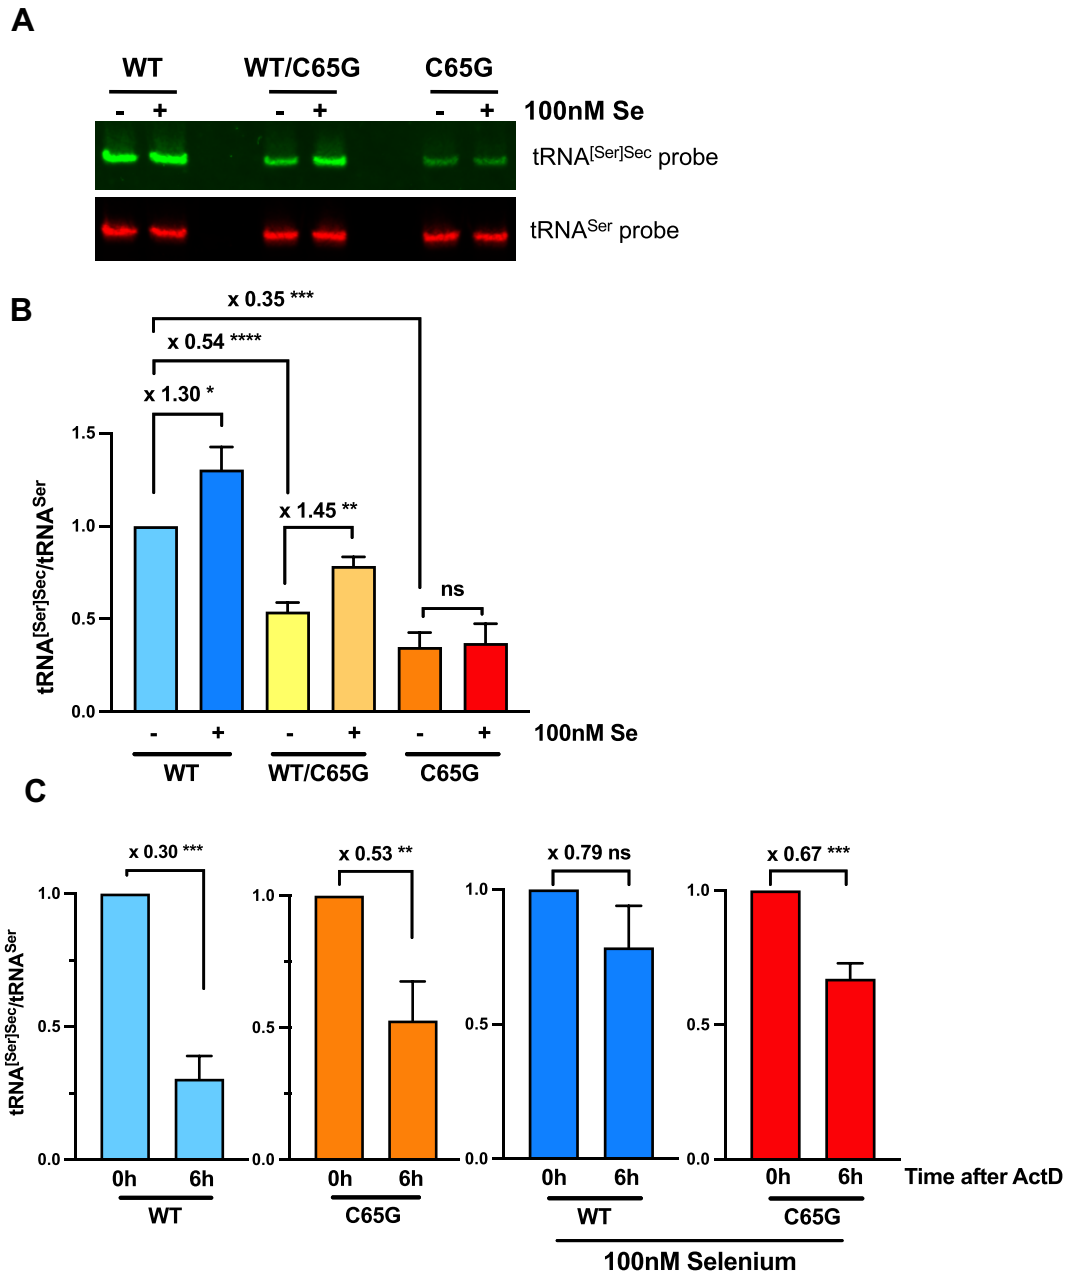 A
WT WT/C65G C65G
- + - + - + 100nM Se
tRNA[Ser]Sec probe
tRNASer probe
B
x 0.35 ***
x 0.54 ****
x 1.30 *
x 1.45 **
ns
1.5
1.0
0.5
0.0
tRNA[Ser]Sec/tRNASer
- + - + - + 100nM Se
WT WT/C65G C65G
C
x 0.30 *** x 0.53 ** x 0.79 ns x 0.67 ***
1.0 1.0 1.0 1.0
0.5 0.5 0.5 0.5
0.0 0.0 0.0 0.0
tRNA[Ser]Sec/tRNASer
0h 6h 0h 6h 0h 6h 0h 6h Time after ActD
WT C65G WT C65G
100nM Selenium